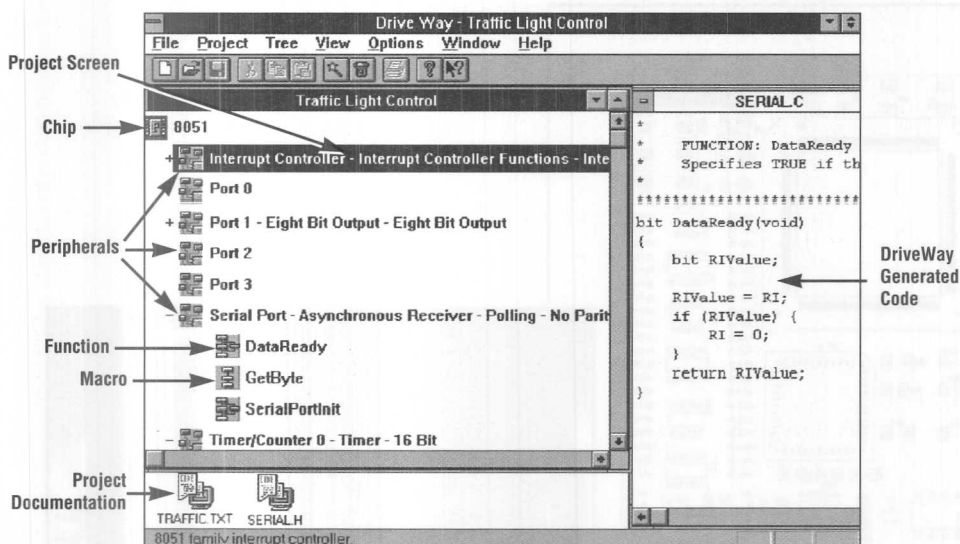 Drive Way - Traffic Light Control
File Project Tree View Options Window Help
Project Screen
Traffic Light Control
SERIAL.C
Chip
8051
Interrupt Controller - Interrupt Controller Functions - Inte
Port 0
Port 1 - Eight Bit Output - Eight Bit Output
Peripherals
Port 2
Port 3
Serial Port - Asynchronous Receiver - Polling - No Parit
Function
DataReady
Macro
GetByte
SerialPortInit
Timer/Counter 0 - Timer - 16 Bit
*
* FUNCTION: DataReady
* Specifies TRUE if th
*
************************
bit DataReady(void)
{
bit RIValue;
RIValue = RI;
if (RIValue) {
RI = 0;
}
return RIValue;
}
DriveWay
Generated
Code
Project
Documentation
TRAFFIC.TXT SERIAL.H
8051 family interrupt controller.